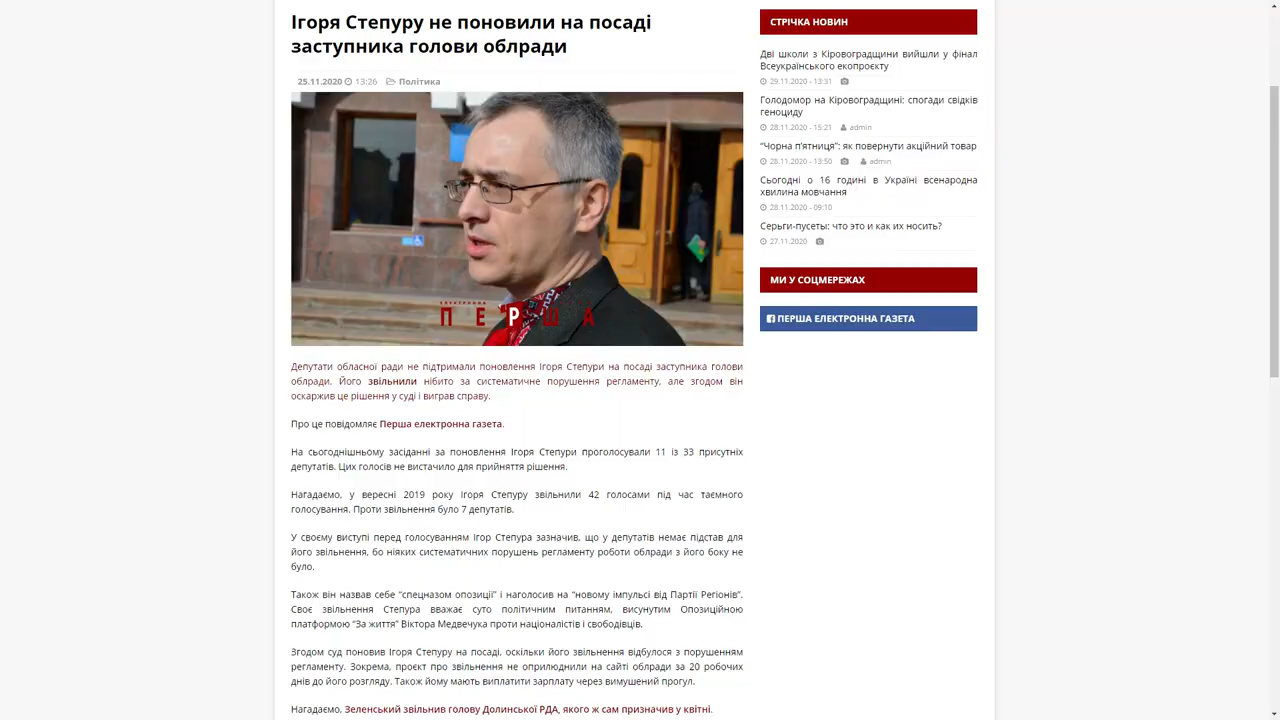 Ігоря Степуру не поновили на посаді
заступника голови облради
25.11.2020 13:26 Політика
ЕЛЕКТРОННА
ПЕРША
Депутати обласної ради не підтримали поновлення Ігоря Степури на посаді заступника голови
облради. Його звільнили нібито за систематичне порушення регламенту, але згодом він
оскаржив це рішення у суді і виграв справу.
Про це повідомляє Перша електронна газета.
На сьогоднішньому засіданні за поновлення Ігоря Степури проголосували 11 із 33 присутніх
депутатів. Цих голосів не вистачило для прийняття рішення.
Нагадаємо, у вересні 2019 року Ігоря Степуру звільнили 42 голосами під час таємного
голосування. Проти звільнення було 7 депутатів.
У своєму виступі перед голосуванням Ігор Степура зазначив, що у депутатів немає підстав для
його звільнення, бо ніяких систематичних порушень регламенту роботи облради з його боку не
було.
Також він назвав себе “спецназом опозиції” і наголосив на “новому імпульсі від Партії Регіонів”.
Своє звільнення Степура вважає суто політичним питанням, висунутим Опозиційною
платформою “За життя” Віктора Медвечука проти націоналістів і свободівців.
Згодом суд поновив Ігоря Степуру на посаді, оскільки його звільнення відбулося з порушенням
регламенту. Зокрема, проєкт про звільнення не оприлюднили на сайті облради за 20 робочих
днів до його розгляду. Також йому мають виплатити зарплату через вимушений прогул.
Нагадаємо, Зеленський звільнив голову Долинської РДА, якого ж сам призначив у квітні.
СТРІЧКА НОВИН
Дві школи з Кіровоградщини вийшли у фінал
Всеукраїнського екопроєкту
29.11.2020 - 13:31
Голодомор на Кіровоградщині: спогади свідків
геноциду
28.11.2020 - 15:21 admin
“Чорна п’ятниця”: як повернути акційний товар
28.11.2020 - 13:50 admin
Сьогодні о 16 годині в Україні всенародна
хвилина мовчання
28.11.2020 - 09:10
Серьги-пусеты: что это и как их носить?
27.11.2020
МИ У СОЦМЕРЕЖАХ
ПЕРША ЕЛЕКТРОННА ГАЗЕТА